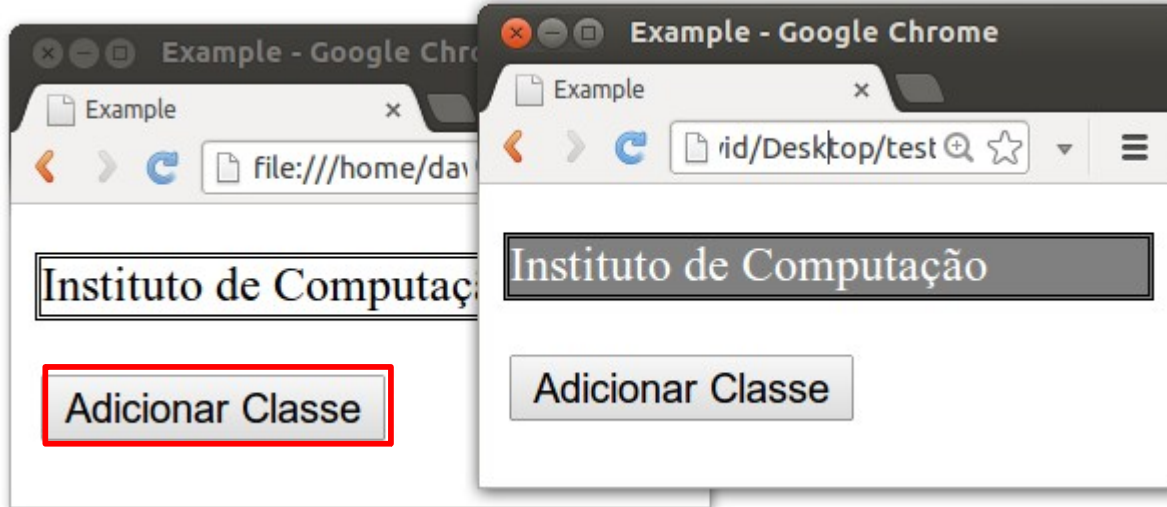 Example - Google Chro
Example
file:///home/dav
Instituto de Computaç
Adicionar Classe
Example - Google Chrome
Example
vid/Desktop/test
Instituto de Computação
Adicionar Classe